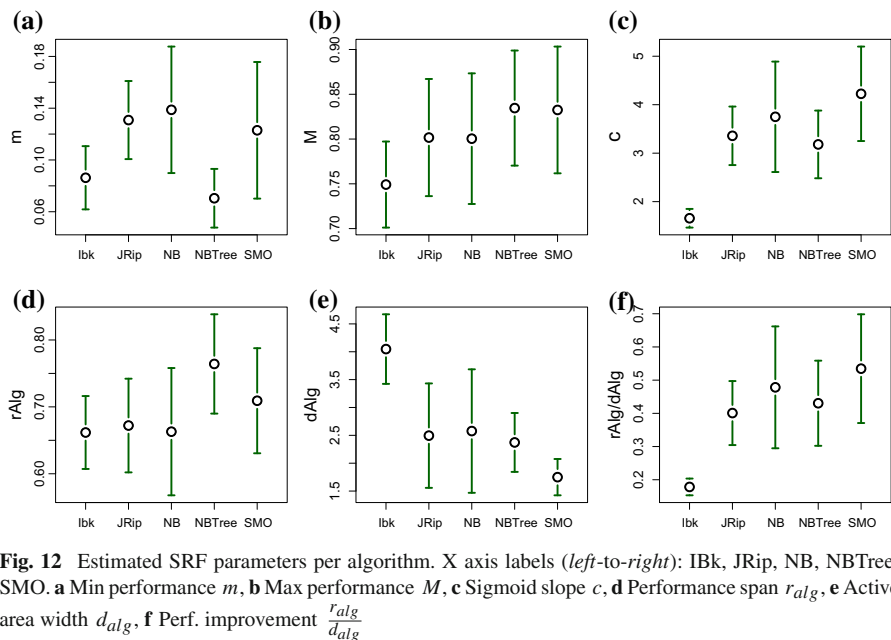 (a)
m
0.06 0.10 0.14 0.18
Ibk JRip NB NBTree SMO
(b)
M
0.70 0.75 0.80 0.85 0.90
Ibk JRip NB NBTree SMO
(c)
C
2 3 4 5
Ibk JRip NB NBTree SMO
(d)
rAlg
0.60 0.70 0.80
Ibk JRip NB NBTree SMO
(e)
dAlg
1.5 2.5 3.5 4.5
Ibk JRip NB NBTree SMO
(f)
rAlg/dAlg
0.2 0.3 0.4 0.5 0.6 0.7
Ibk JRip NB NBTree SMO
Fig. 12 Estimated SRF parameters per algorithm. X axis labels (left-to-right): IBk, JRip, NB, NBTree
SMO. a Min performance m, b Max performance M, c Sigmoid slope c, d Performance span r_alg, e Active
area width d_alg, f Perf. improvement r_alg/d_alg